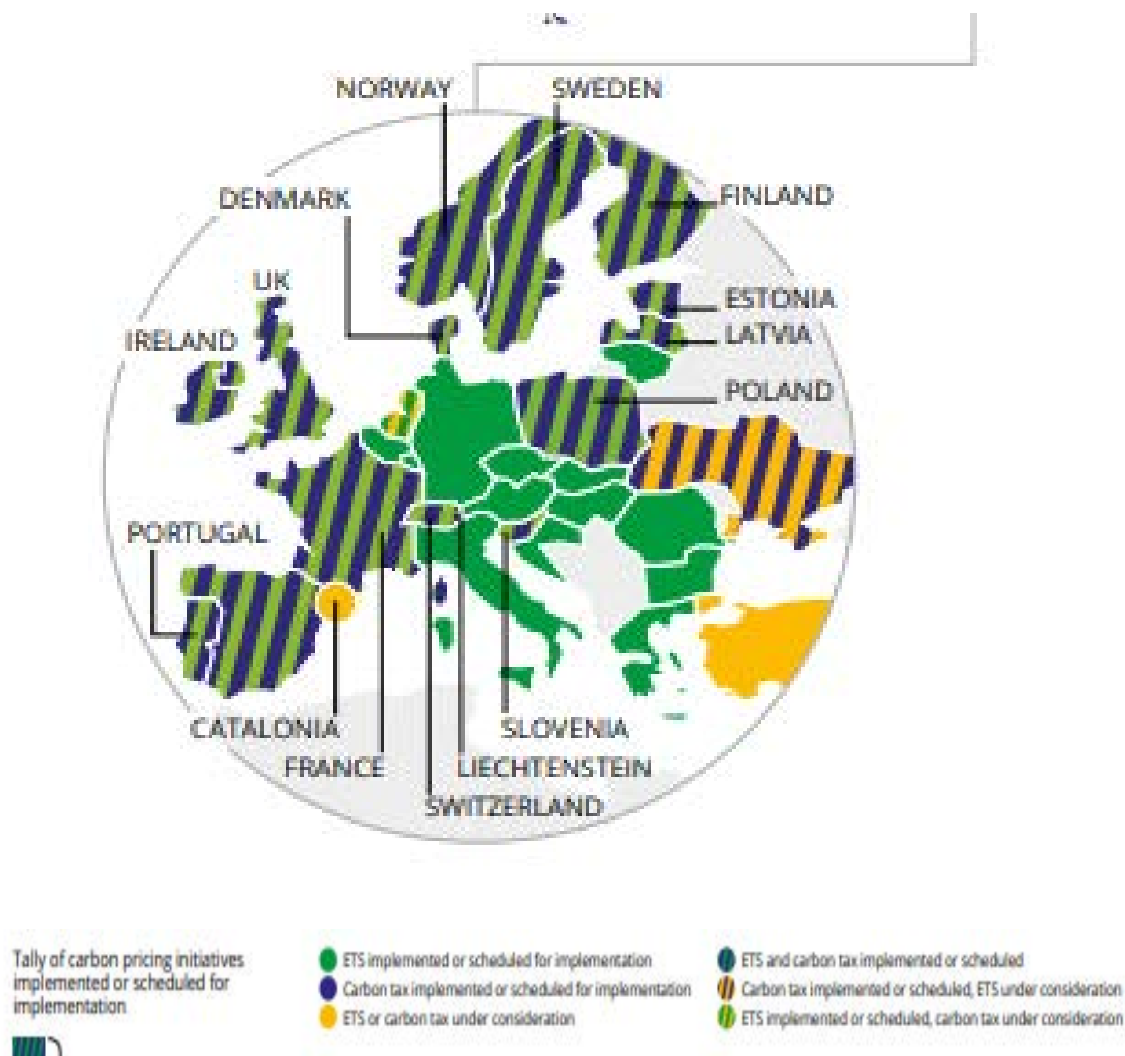 NORWAY
SWEDEN
DENMARK
FINLAND
UK
IRELAND
ESTONIA
LATVIA
POLAND
PORTUGAL
CATALONIA
SLOVENIA
FRANCE
LIECHTENSTEIN
SWITZERLAND
Tally of carbon pricing initiatives
implemented or scheduled for
implementation
ETS implemented or scheduled for implementation
Carbon tax implemented or scheduled for implementation
ETS or carbon tax under consideration
ETS and carbon tax implemented or scheduled
Carbon tax implemented or scheduled, ETS under consideration
ETS implemented or scheduled, carbon tax under consideration